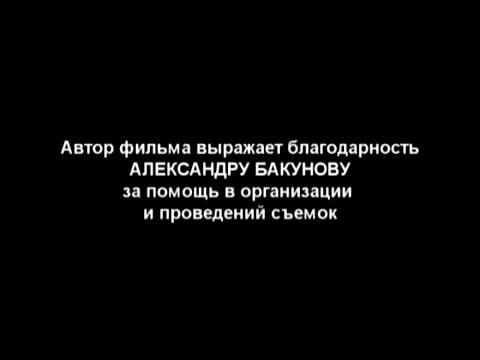 Автор фильма выражает благодарность
АЛЕКСАНДРУ БАКУНОВУ
за помощь в организации
и проведений съемок